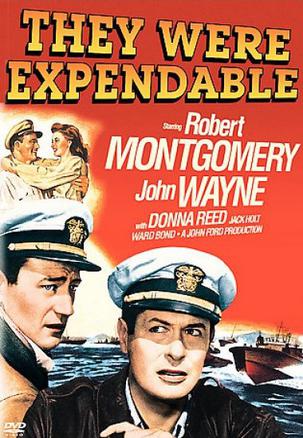 THEY WERE
EXPENDABLE
Starring Robert
MONTGOMERY
John WAYNE
with DONNA REED JACK HOLT
WARD BOND - A JOHN FORD PRODUCTION
DVD